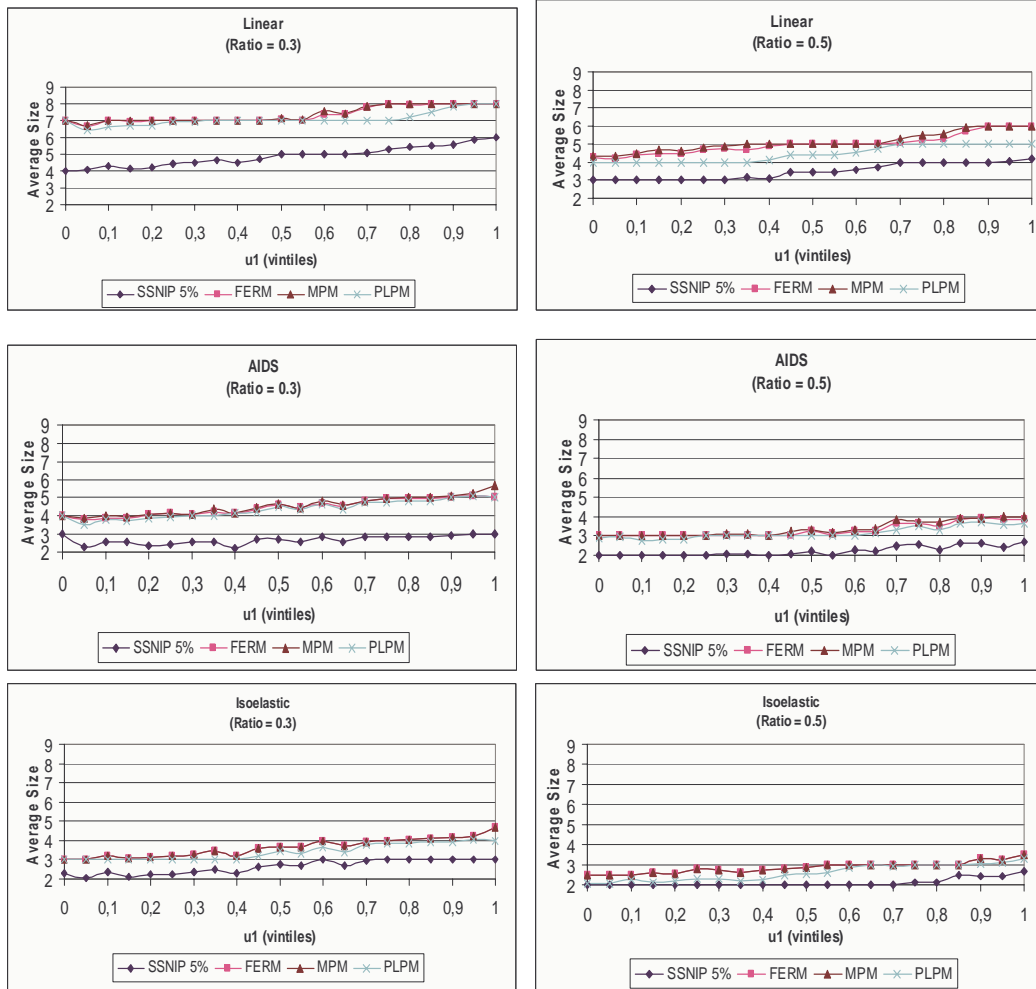 Linear
(Ratio = 0.3)
Average Size
9
8
7
6
5
4
3
2
0 0,1 0,2 0,3 0,4 0,5 0,6 0,7 0,8 0,9 1
u1 (vintiles)
SSNIP 5% FERM MPM PLPM
Linear
(Ratio = 0.5)
Average Size
9
8
7
6
5
4
3
2
0 0,1 0,2 0,3 0,4 0,5 0,6 0,7 0,8 0,9 1
u1 (vintiles)
SSNIP 5% FERM MPM PLPM
AIDS
(Ratio = 0.3)
Average Size
9
8
7
6
5
4
3
2
0 0,1 0,2 0,3 0,4 0,5 0,6 0,7 0,8 0,9 1
u1 (vintiles)
SSNIP 5% FERM MPM PLPM
AIDS
(Ratio = 0.5)
Average Size
9
8
7
6
5
4
3
2
0 0,1 0,2 0,3 0,4 0,5 0,6 0,7 0,8 0,9 1
u1 (vintiles)
SSNIP 5% FERM MPM PLPM
Isoelastic
(Ratio = 0.3)
Average Size
9
8
7
6
5
4
3
2
0 0,1 0,2 0,3 0,4 0,5 0,6 0,7 0,8 0,9 1
u1 (vintiles)
SSNIP 5% FERM MPM PLPM
Isoelastic
(Ratio = 0.5)
Average Size
9
8
7
6
5
4
3
2
0 0,1 0,2 0,3 0,4 0,5 0,6 0,7 0,8 0,9 1
u1 (vintiles)
SSNIP 5% FERM MPM PLPM